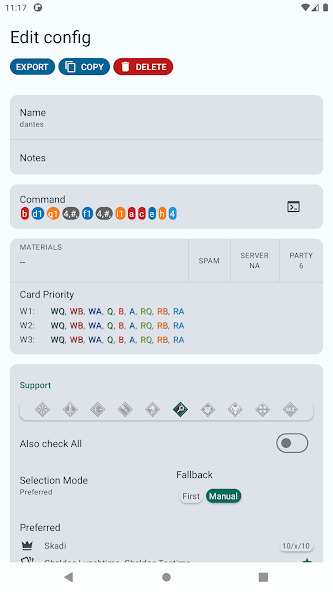 11:17
Edit config
EXPORT COPY DELETE
Name
dantes
Notes
Command
b d1 g1 4,#, f1 4,#, i1 a c e h 4
MATERIALS
--
SPAM
SERVER
NA
PARTY
6
Card Priority
W1: WQ, WB, WA, Q, B, A, RQ, RB, RA
W2: WQ, WB, WA, Q, B, A, RQ, RB, RA
W3: WQ, WB, WA, Q, B, A, RQ, RB, RA
Support
Also check All
Selection Mode
Preferred
Fallback
First Manual
Preferred
Skadi
10/x/10